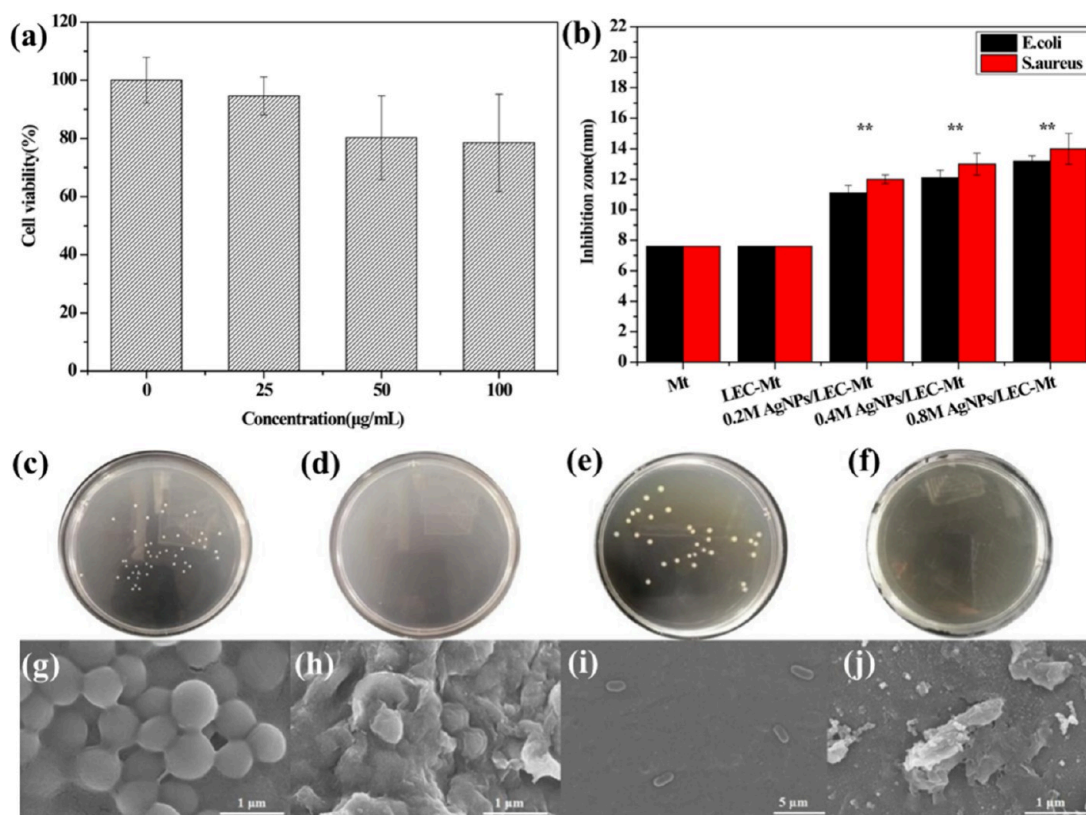 (a)
Cell viability(%)
120
100
80
60
40
120
0
0
25
50
100
Concentration(μg/mL)
(b)
Inhibition zone(mm)
22
20
18
16
14
12
10
8
6
4
2
0
E.coli
S.aureus
**
**
**
Mt
LEC-Mt
0.2M AgNPs/LEC-Mt
0.4M AgNPs/LEC-Mt
0.8M AgNPs/LEC-Mt
(c)
(d)
(e)
(f)
(g)
1 μm
(h)
1 μm
(i)
5 μm
(j)
1 μm